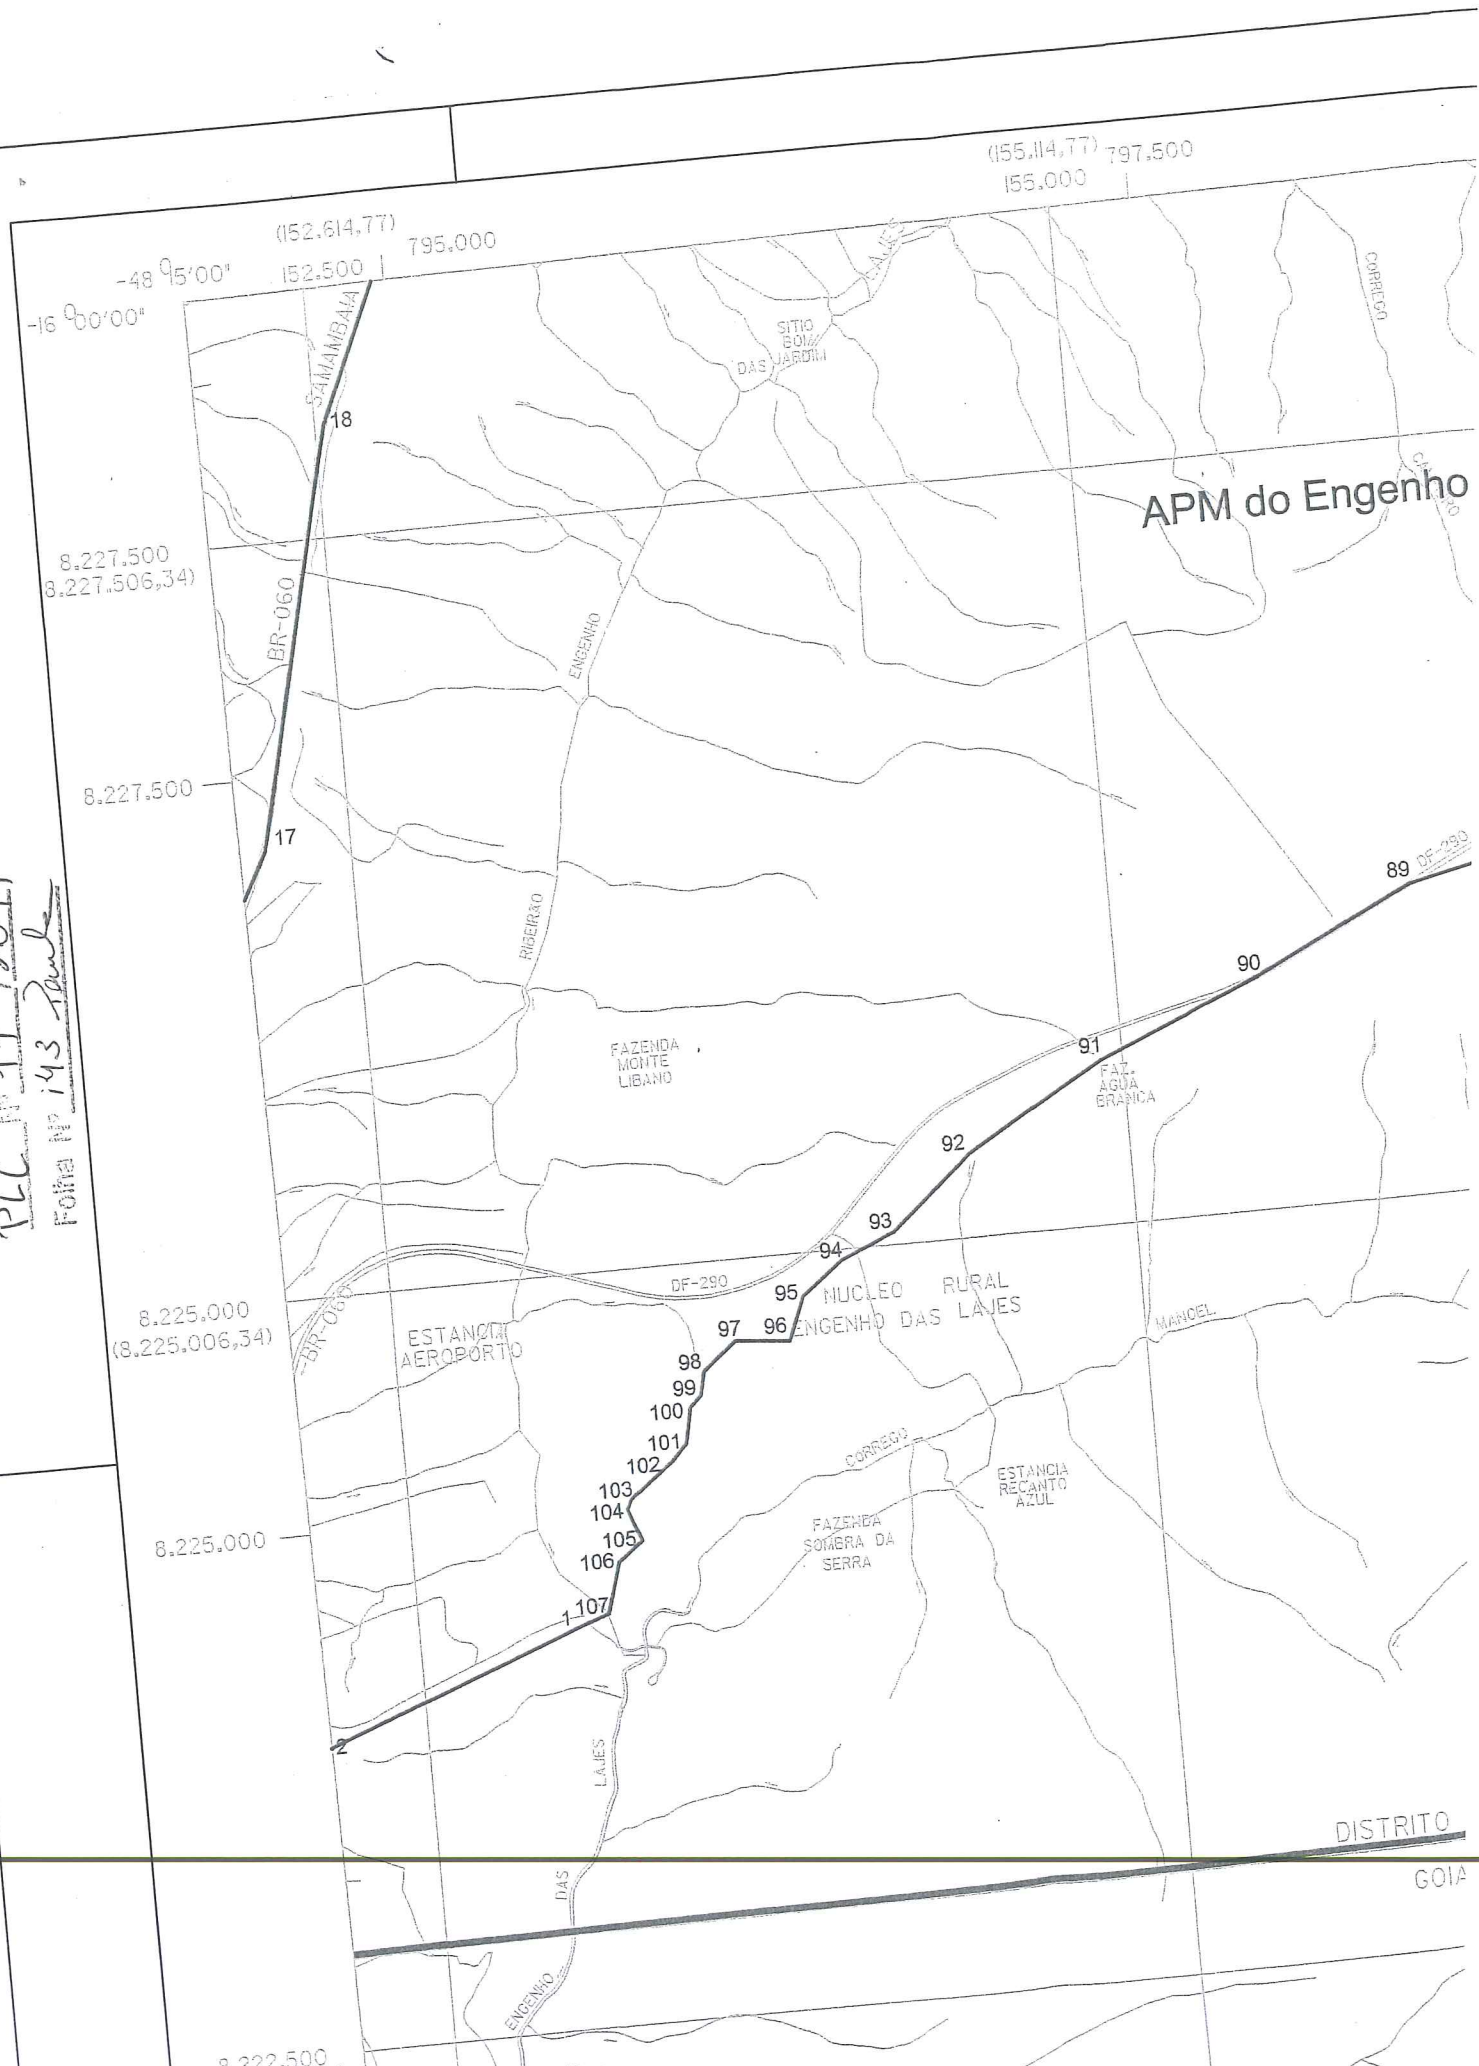 (155.114,77) 797.500
155.000
(152.614,77) 795.000
152.500
-48 º15'00"
-16 º00'00"
SAMAMBAIA
LAJES
SITIO
BOM
JARDIM
DAS
CORREGO
18
APM do Engenho
8.227.500
8.227.506,34)
BR-060
ENGENHO
8.227.500
17
89
DF-290
90
RIBEIRAO
91
FAZ.
AGUA
BRANCA
FAZENDA
MONTE
LIBANO
Folha Nº 143
92
93
94
DF-290
95
NUCLEO RURAL
ENGENHO DAS LAJES
8.225.000
(8.225.006,34)
BR-060
ESTANCIA
AEROPORTO
97
96
MANOEL
98
99
100
101
102
103
104
105
106
107
CORREGO
ESTANCIA
RECANTO
AZUL
FAZENDA
SOMBRA DA
SERRA
8.225.000
1
2
LAJES
DISTRITO
GOIA
DAS
ENGENHO
8.222.500